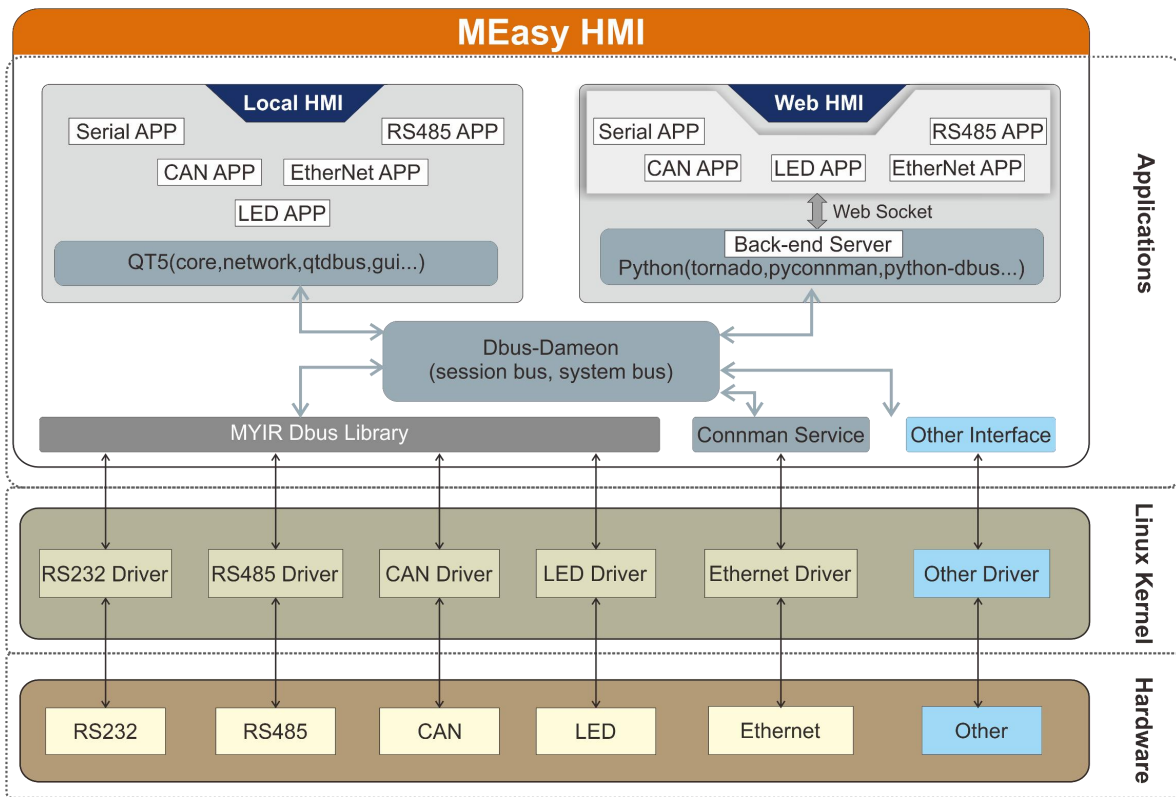 MEasy HMI
Local HMI
Serial APP
RS485 APP
CAN APP
EtherNet APP
LED APP
QT5(core,network,qtdbus,gui...)
Web HMI
Serial APP
RS485 APP
CAN APP
LED APP
EtherNet APP
Web Socket
Back-end Server
Python(tornado,pyconnman,python-dbus...)
Applications
Dbus-Dameon
(session bus, system bus)
MYIR Dbus Library
Connman Service
Other Interface
RS232 Driver
RS485 Driver
CAN Driver
LED Driver
Ethernet Driver
Other Driver
Linux Kernel
RS232
RS485
CAN
LED
Ethernet
Other
Hardware